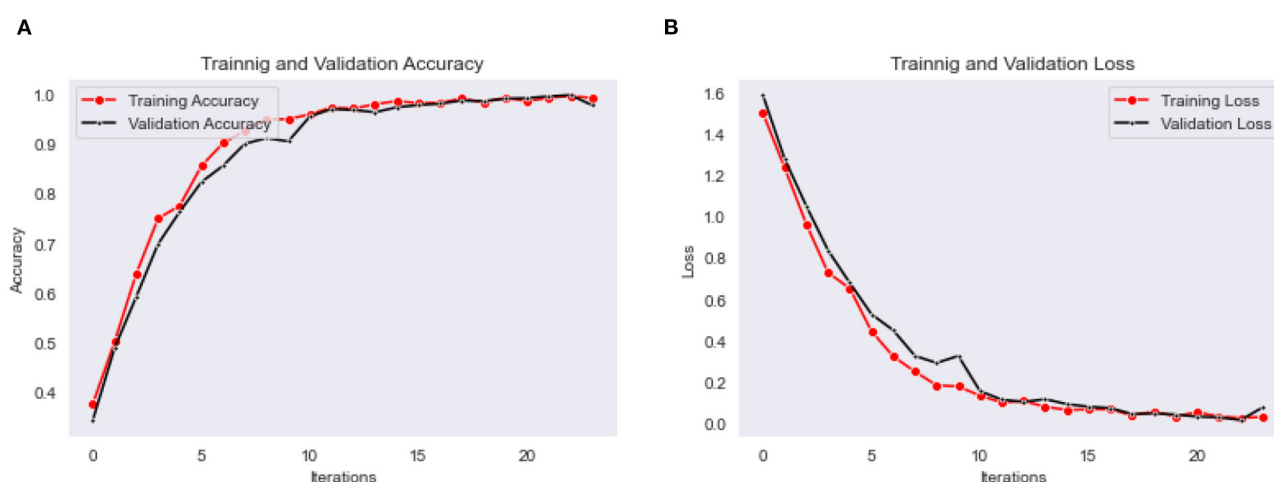 A
Trainnig and Validation Accuracy
1.0
0.9
0.8
0.7
0.6
0.5
0.4
Accuracy
Training Accuracy
Validation Accuracy
0
5
10
15
20
Iterations
B
Trainnig and Validation Loss
1.6
1.4
1.2
1.0
0.8
0.6
0.4
0.2
0.0
Loss
Training Loss
Validation Loss
0
5
10
15
20
Iterations